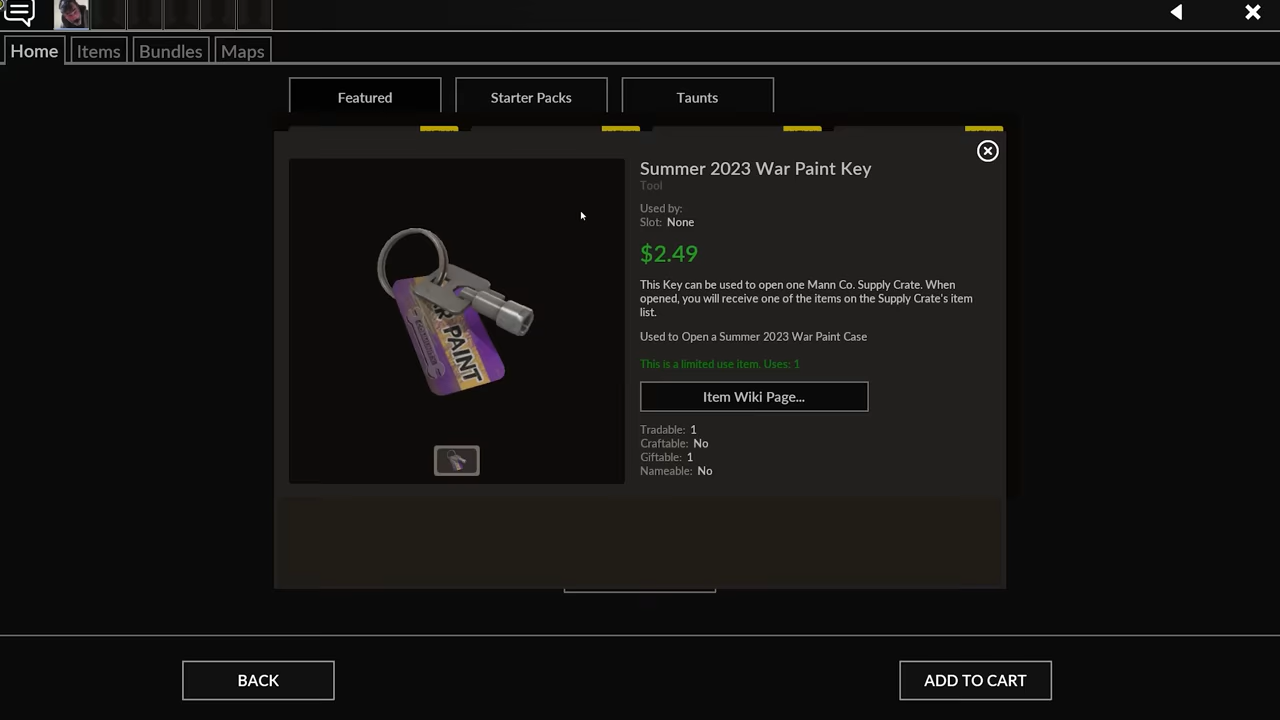 Home Items Bundles Maps
Featured Starter Packs Taunts
Summer 2023 War Paint Key
Tool
Used by:
Slot: None
$2.49
This Key can be used to open one Mann Co. Supply Crate. When
opened, you will receive one of the items on the Supply Crate's item
list.
Used to Open a Summer 2023 War Paint Case
This is a limited use item. Uses: 1
Item Wiki Page...
Tradable: 1
Craftable: No
Giftable: 1
Nameable: No
PAINT
BACK ADD TO CART